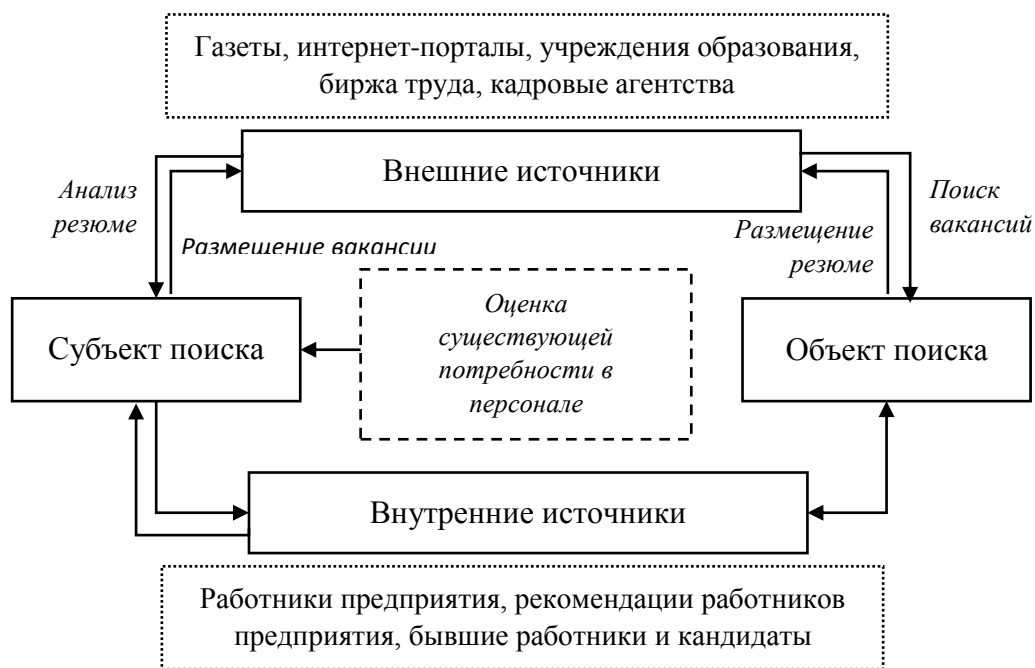 Газеты, интернет-порталы, учреждения образования,
биржа труда, кадровые агентства
Внешние источники
Анализ
резюме
Размещение вакансии
Размещение
резюме
Поиск
вакансий
Субъект поиска
Оценка
существующей
потребности в
персонале
Объект поиска
Внутренние источники
Работники предприятия, рекомендации работников
предприятия, бывшие работники и кандидаты